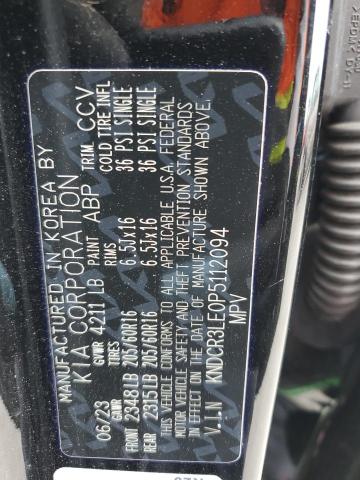 MANUFACTURED IN KOREA BY
KIA CORPORATION
06/23 GVWR 4211 LB PAINT ABP TRIM CCV
GAWR TIRES RIMS COLD TIRE INFL
FRONT 2348LB 205/60R16 6.5Jx16 36 PSI SINGLE
REAR 2315LB 205/60R16 6.5Jx16 36 PSI SINGLE
THIS VEHICLE CONFORMS TO ALL APPLICABLE U.S.A. FEDERAL
MOTOR VEHICLE SAFETY AND THEFT PREVENTION STANDARDS
IN EFFECT ON THE DATE OF MANUFACTURE SHOWN ABOVE.
V.I.N KNDCR3LE0P5112094
MPV